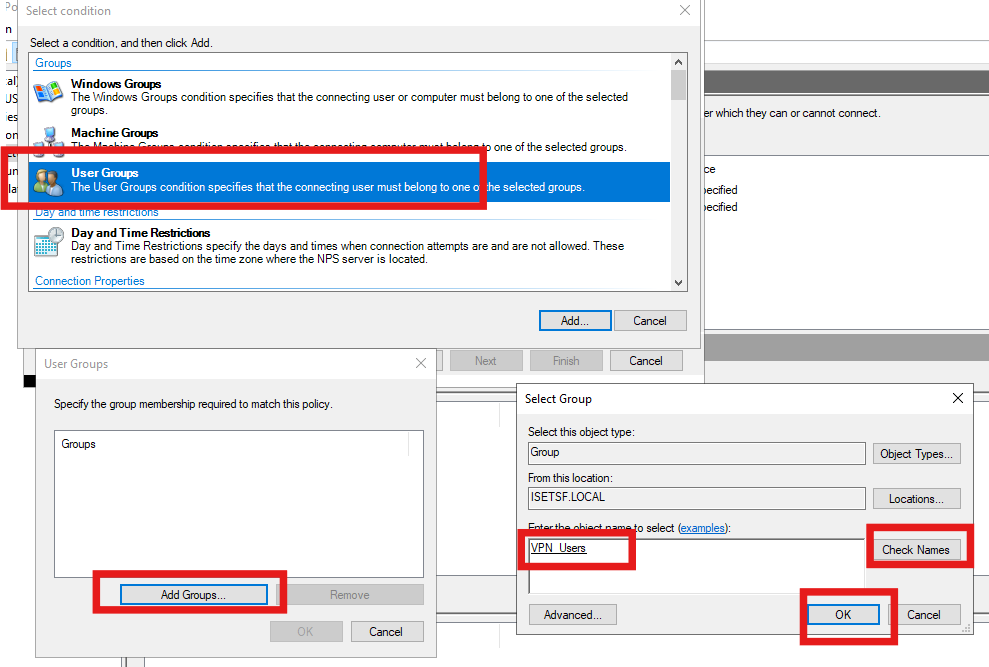 Select condition
Select a condition, and then click Add.
Groups
Windows Groups
The Windows Groups condition specifies that the connecting user or computer must belong to one of the selected
groups.
Machine Groups
The Machine Groups condition specifies that the connecting computer must belong to one of the selected groups.
User Groups
The User Groups condition specifies that the connecting user must belong to one of the selected groups.
Day and time restrictions
Day and Time Restrictions
Day and Time Restrictions specify the days and times when connection attempts are and are not allowed. These
restrictions are based on the time zone where the NPS server is located.
Connection Properties
Add...
Cancel
which they can or cannot connect.
Next
Finish
Cancel
User Groups
Specify the group membership required to match this policy.
Groups
Add Groups...
Remove
OK
Cancel
Select Group
Select this object type:
Group
Object Types...
From this location:
ISETSF.LOCAL
Locations...
Enter the object name to select (examples):
VPN_Users
Check Names
Advanced...
OK
Cancel